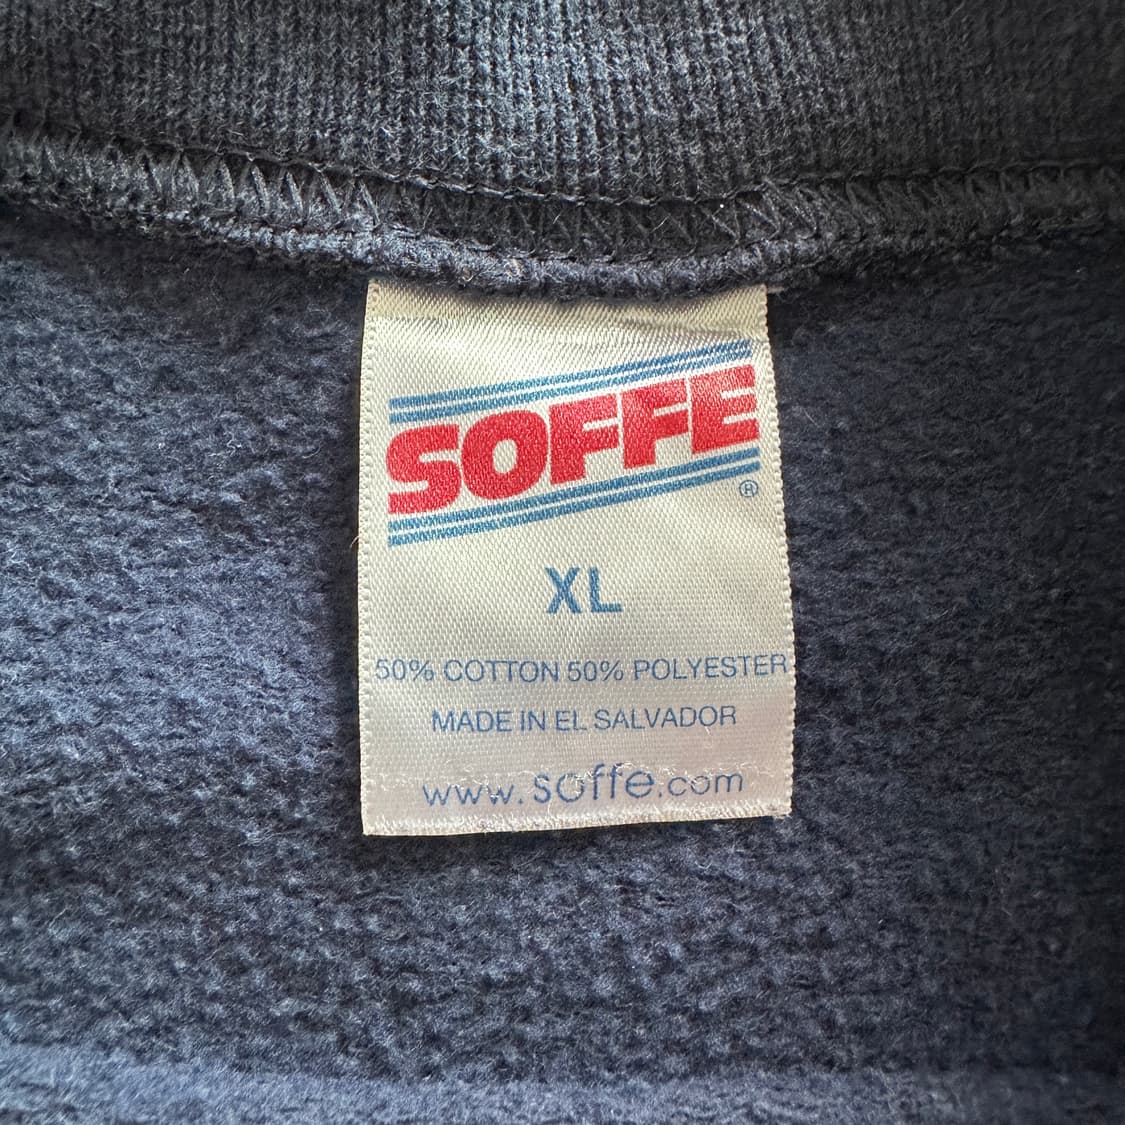 SOFFE
®
XL
50% COTTON 50% POLYESTER
MADE IN EL SALVADOR
www.soffe.com